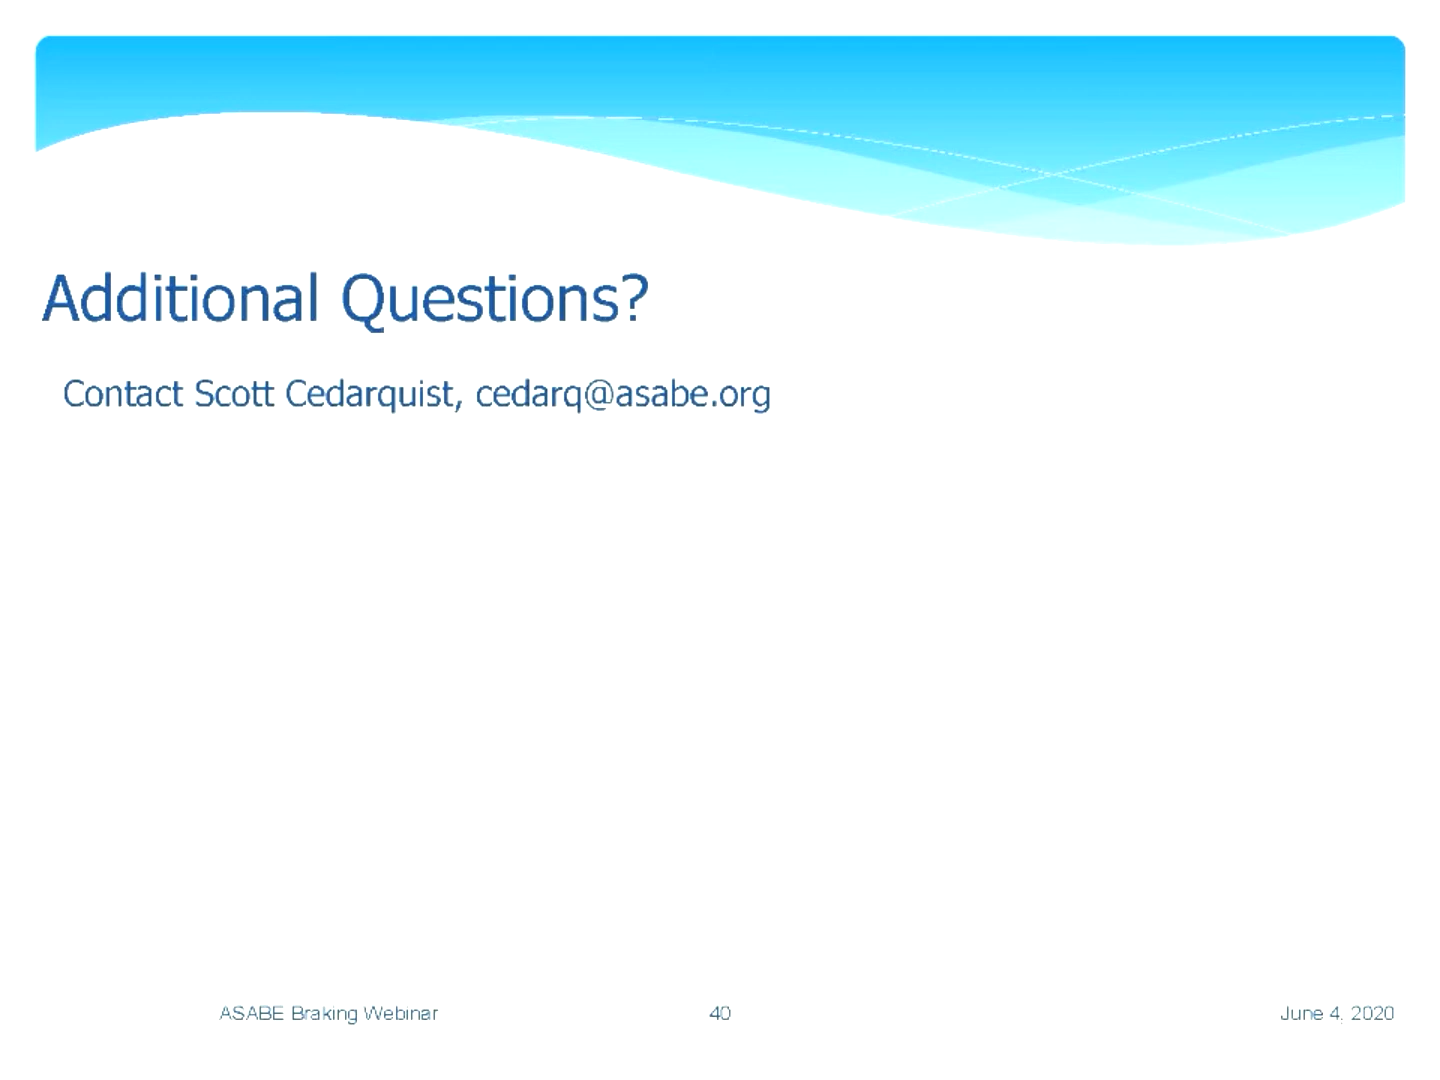 Additional Questions?
Contact Scott Cedarquist, cedarq@asabe.org
ASABE Braking Webinar
40
June 4, 2020